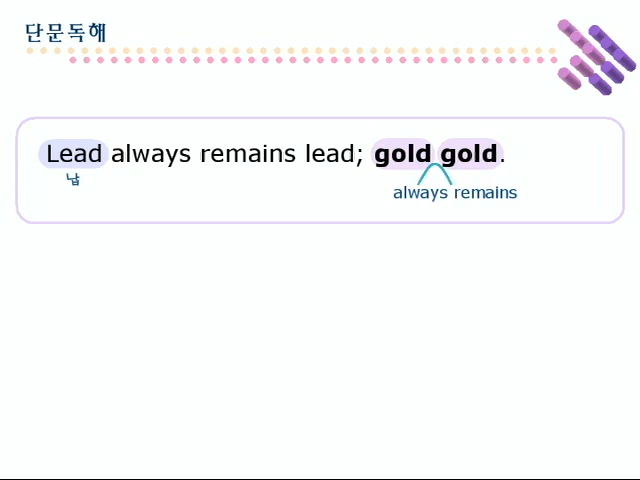 단문독해
Lead always remains lead; gold gold.
납
always remains